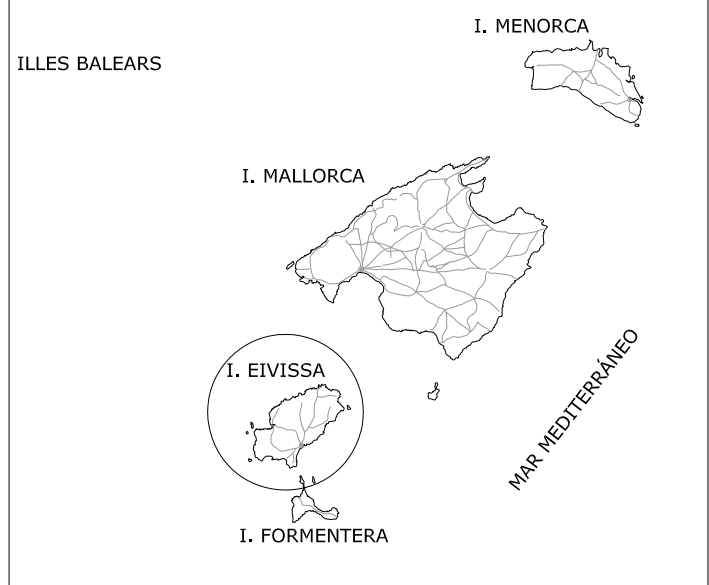 I. MENORCA
ILLES BALEARS
I. MALLORCA
I. EIVISSA
MAR MEDITERRÁNEO
I. FORMENTERA